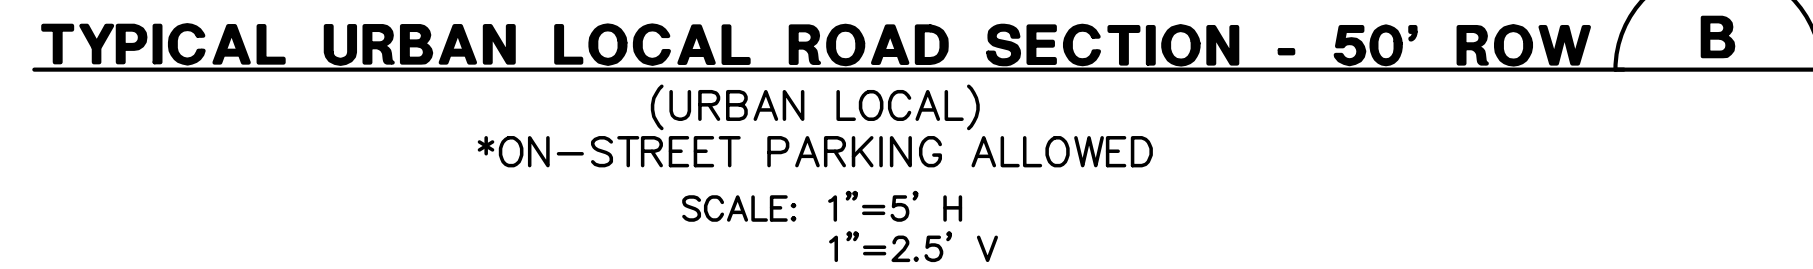 TYPICAL URBAN LOCAL ROAD SECTION - 50' ROW B
(URBAN LOCAL)
*ON-STREET PARKING ALLOWED
SCALE: 1"=5' H
1"=2.5' V